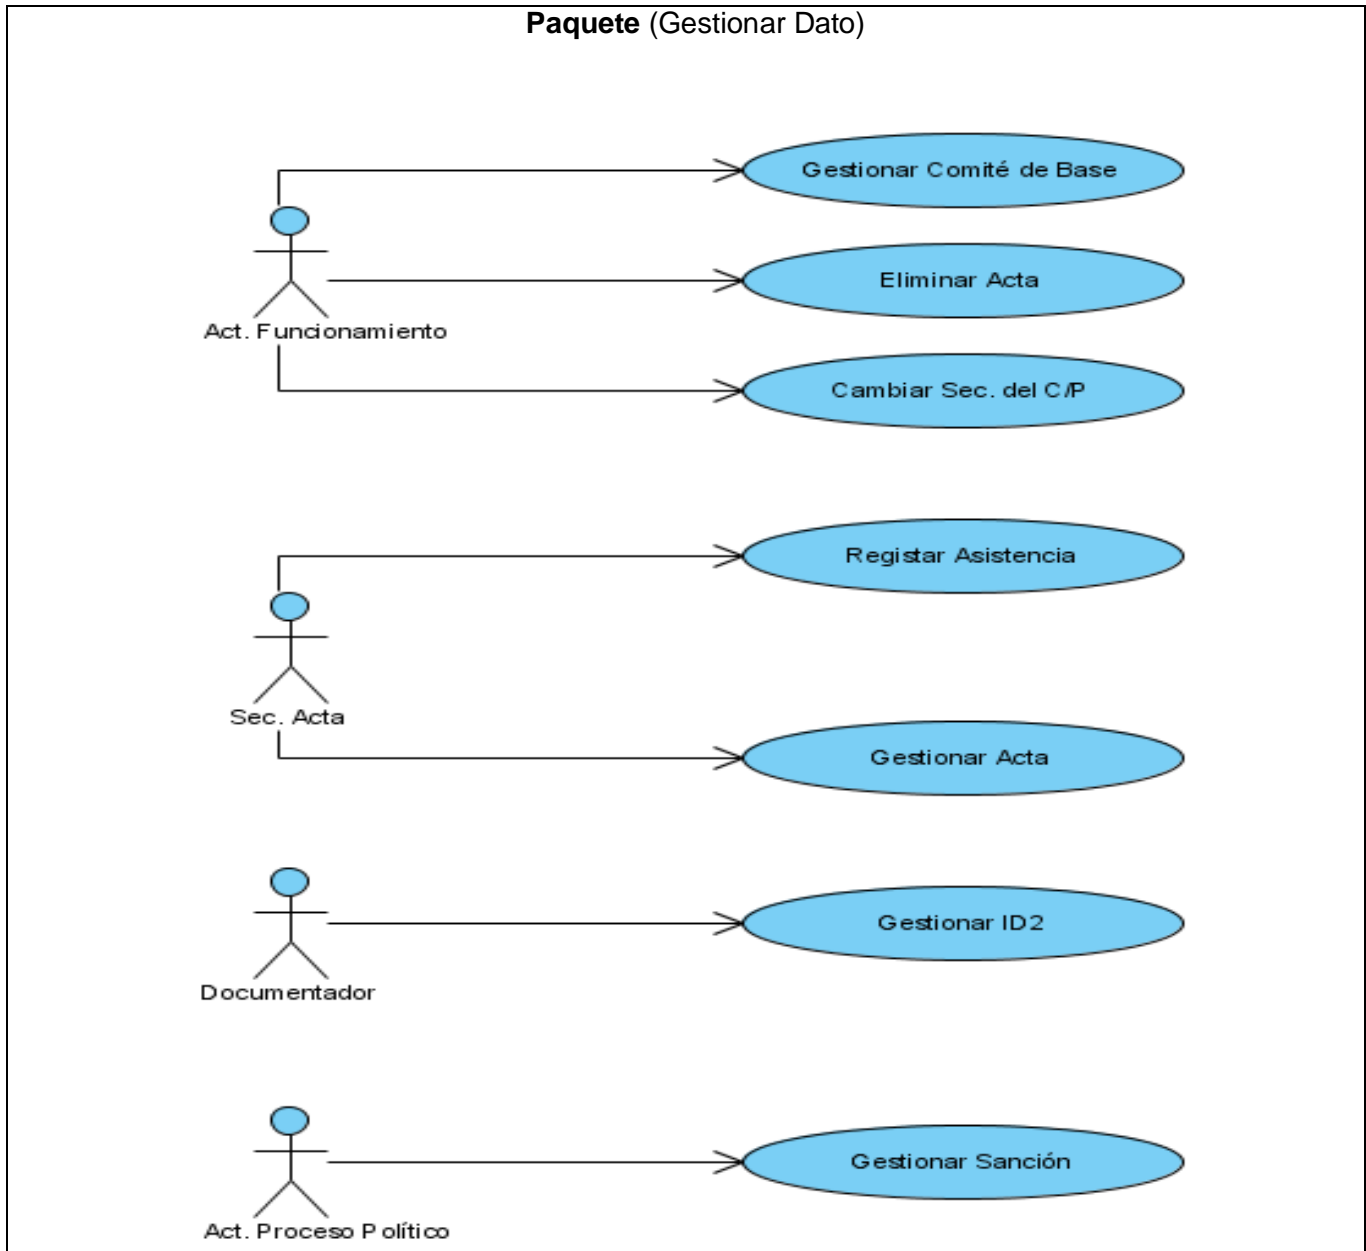 Paquete (Gestionar Dato)
Gestionar Comité de Base
Eliminar Acta
Act. Funcionamiento
Cambiar Sec. del C/P
Registar Asistencia
Sec. Acta
Gestionar Acta
Gestionar ID2
Documentador
Gestionar Sanción
Act. Proceso Político